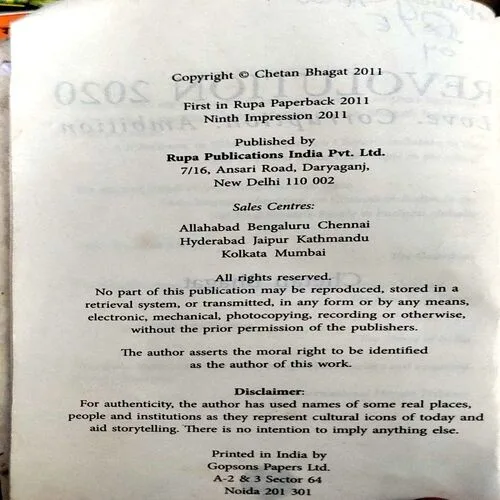 Copyright © Chetan Bhagat 2011
First in Rupa Paperback 2011
Ninth Impression 2011
Published by
Rupa Publications India Pvt. Ltd.
7/16, Ansari Road, Daryaganj,
New Delhi 110 002
Sales Centres:
Allahabad Bengaluru Chennai
Hyderabad Jaipur Kathmandu
Kolkata Mumbai
All rights reserved.
No part of this publication may be reproduced, stored in a
retrieval system, or transmitted, in any form or by any means,
electronic, mechanical, photocopying, recording or otherwise,
without the prior permission of the publishers.
The author asserts the moral right to be identified
as the author of this work.
Disclaimer:
For authenticity, the author has used names of some real places,
people and institutions as they represent cultural icons of today and
aid storytelling. There is no intention to imply anything else.
Printed in India by
Gopsons Papers Ltd.
A-2 & 3 Sector 64
Noida 201 301